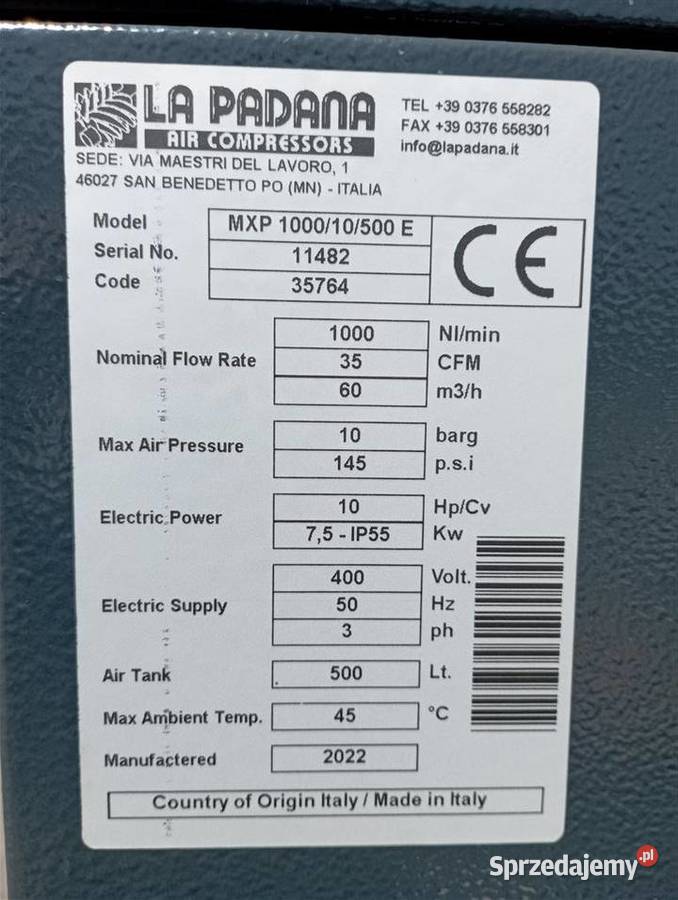 LA PADANA
AIR COMPRESSORS
TEL +39 0376 558282
FAX +39 0376 558301
info@lapadana.it
SEDE: VIA MAESTRI DEL LAVORO, 1
46027 SAN BENEDETTO PO (MN) - ITALIA
Model MXP 1000/10/500 E
Serial No. 11482
Code 35764
CE
1000 Nl/min
Nominal Flow Rate 35 CFM
60 m3/h
Max Air Pressure 10 barg
145 p.s.i
Electric Power 10 Hp/Cv
7,5 - IP55 Kw
400 Volt.
Electric Supply 50 Hz
3 ph
Air Tank 500 Lt.
Max Ambient Temp. 45 °C
Manufactered 2022
Country of Origin Italy / Made in Italy
Sprzedajemy.pl